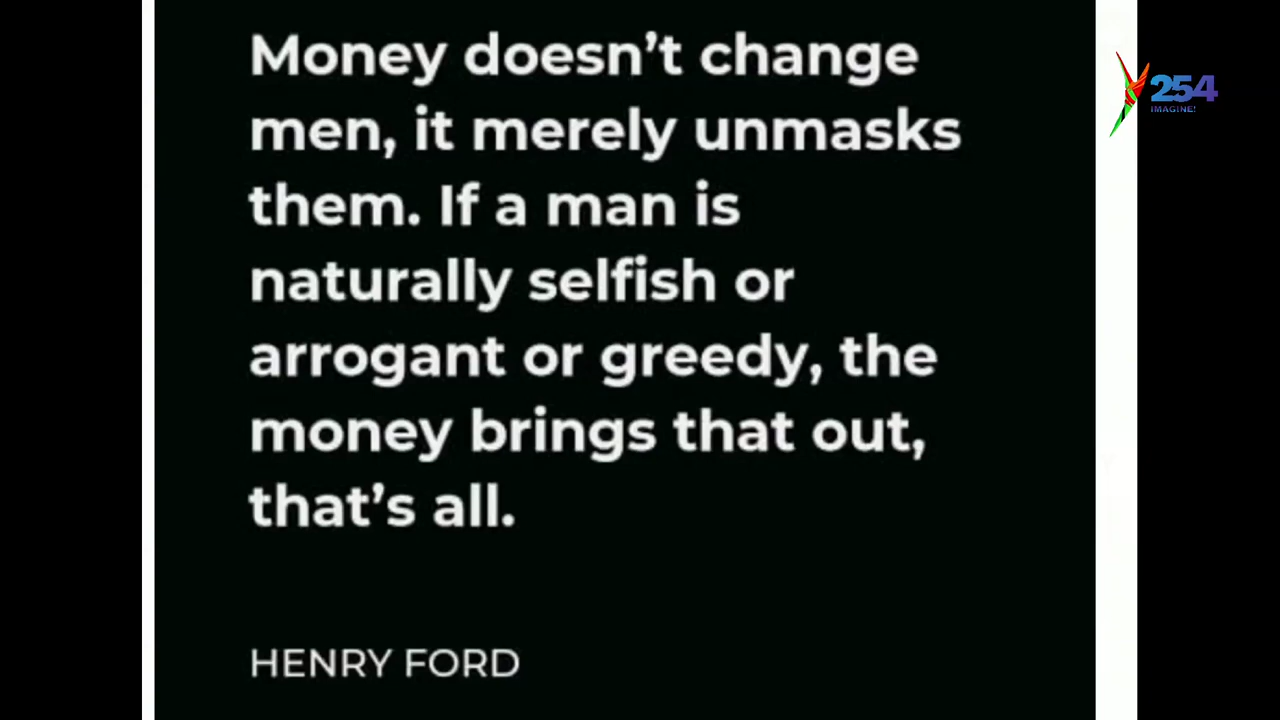 Money doesn’t change
men, it merely unmasks
them. If a man is
naturally selfish or
arrogant or greedy, the
money brings that out,
that’s all.
HENRY FORD
Y254
IMAGINE!